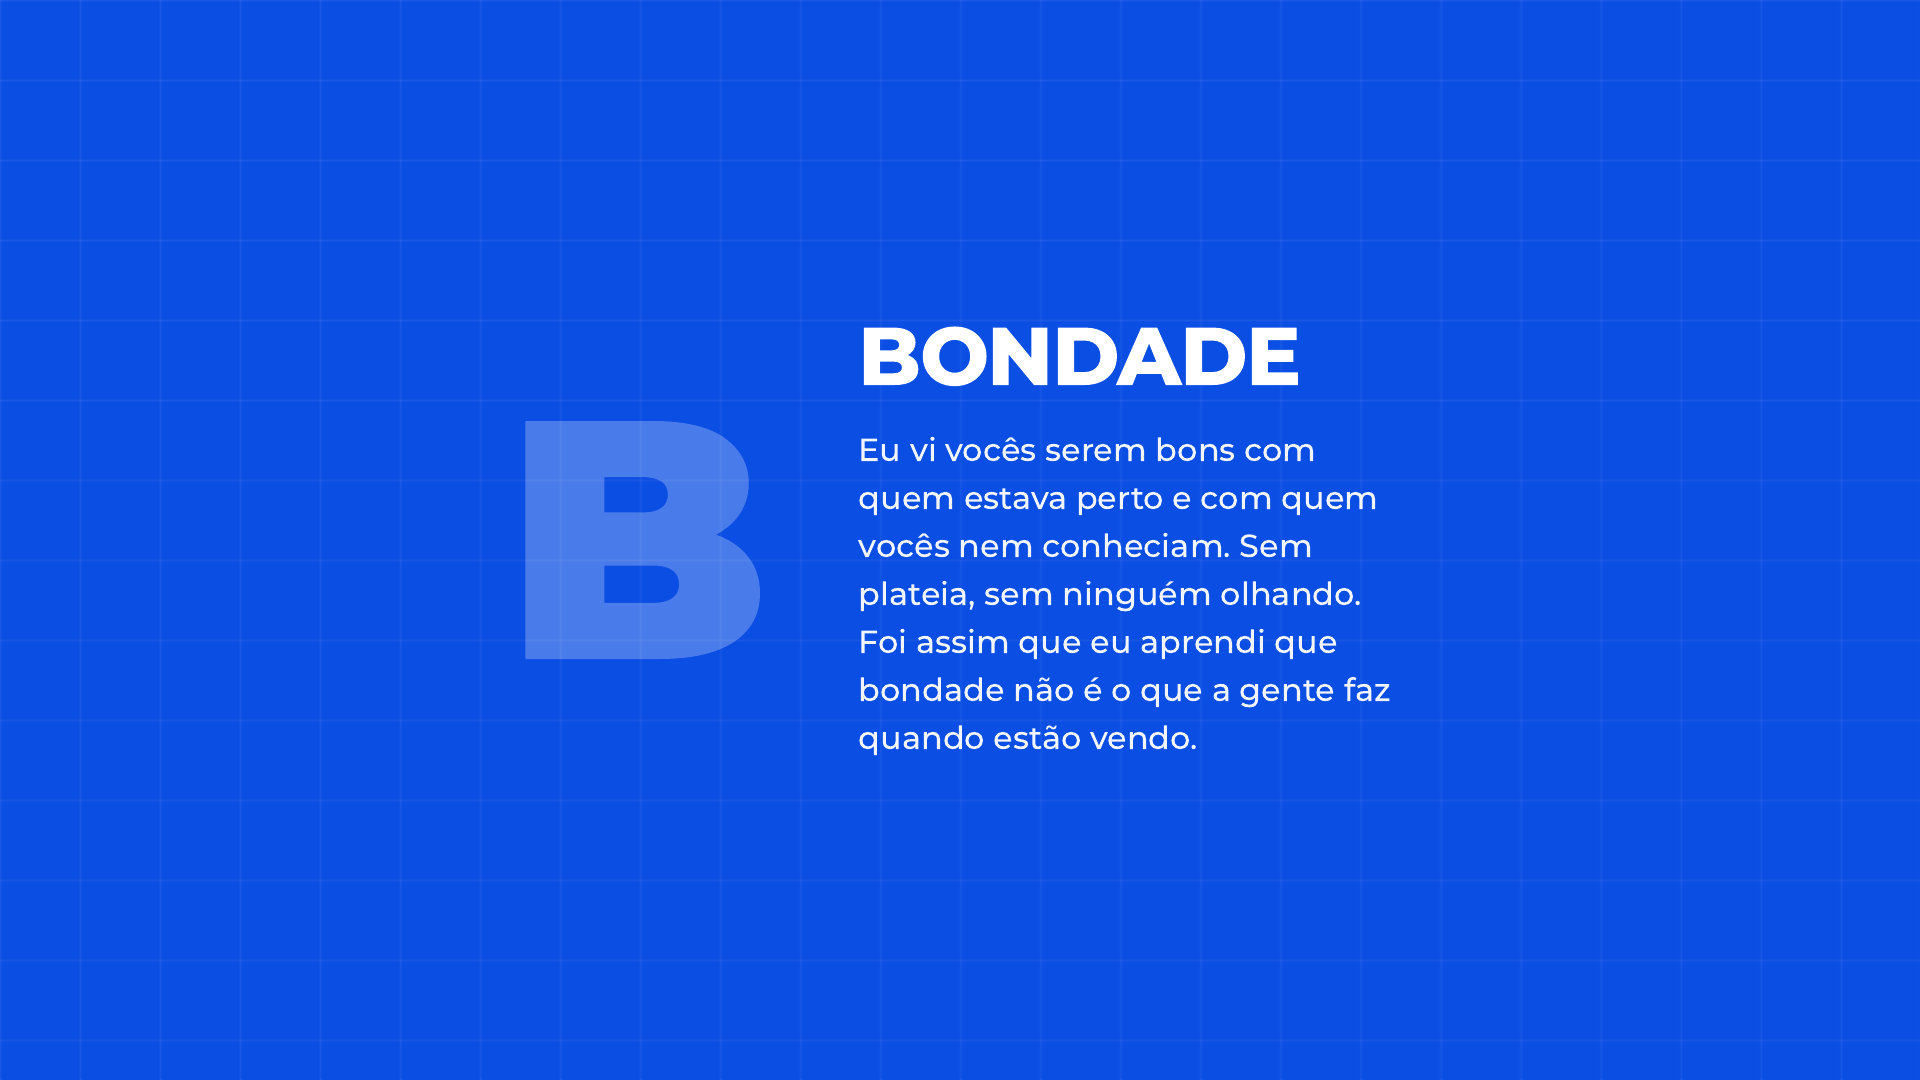 B
BONDADE
Eu vi vocês serem bons com
quem estava perto e com quem
vocês nem conheciam. Sem
plateia, sem ninguém olhando.
Foi assim que eu aprendi que
bondade não é o que a gente faz
quando estão vendo.